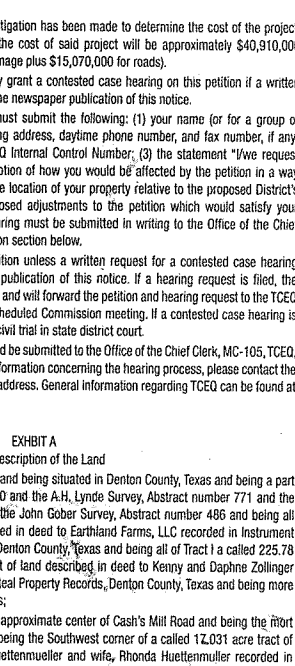 tigation has been made to determine the cost of the project
the cost of said project will be approximately $40,910,00
nage plus $15,070,000 for roads).
y grant a contested case hearing on this petition if a writte
ne newspaper publication of this notice.
nust submit the following: (1) your name (or for a group o
ng address, daytime phone number, and fax number, if any
Q Internal Control Number; (3) the statement "I/we reques
ption of how you would be affected by the petition in a way
e location of your property relative to the proposed District's
osed adjustments to the petition which would satisfy you
ring must be submitted in writing to the Office of the Chie
on section below.
tion unless a written request for a contested case hearing
publication of this notice. If a hearing request is filed, the
and will forward the petition and hearing request to the TCEQ
heduled Commission meeting. If a contested case hearing is
civil trial in state district court.
d be submitted to the Office of the Chief Clerk, MC-105, TCEQ,
formation concerning the hearing process, please contact the
address. General information regarding TCEQ can be found at
EXHBIT A
escription of the Land
and being situated in Denton County, Texas and being a part
0 and the A.H, Lynde Survey, Abstract number 771 and the
the John Gober Survey, Abstract number 486 and being all
ed in deed to Earthland Farms, LLC recorded in Instrument
Denton County, Texas and being all of Tract I a called 225.78
t of land described in deed to Kenny and Daphne Zollinger
Real Property Records, Denton County, Texas and being more
s;
approximate center of Cash's Mill Road and being the
being the Southwest corner of a called 17.031 acre tract of
uettenmueller and wife, Rhonda Huettenmuller recorded in